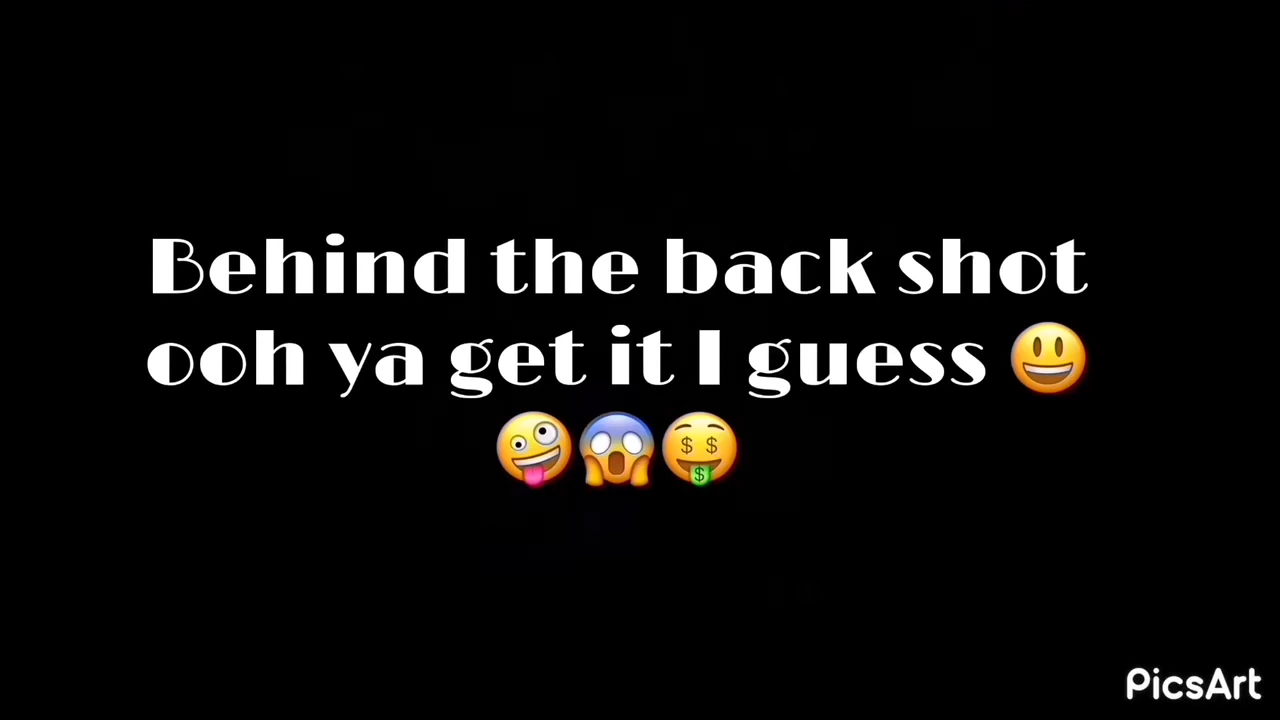 Behind the back shot
ooh ya get it I guess 😃
🤪😱🤑
PicsArt